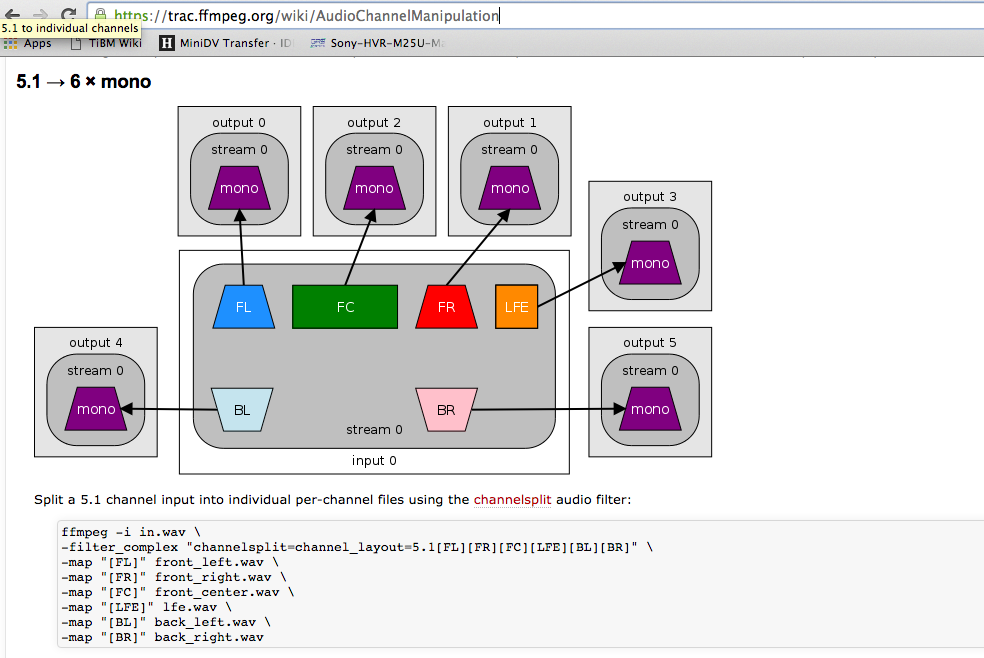 https://trac.ffmpeg.org/wiki/AudioChannelManipulation
5.1 to individual channels
Apps TiBM Wiki MiniDV Transfer · ID Sony-HVR-M25U-Ma
5.1 → 6 × mono
output 0 output 2 output 1
stream 0 stream 0 stream 0
mono mono mono
output 3
stream 0
mono
FL FC FR LFE
output 4 output 5
stream 0 stream 0
mono BL BR mono
stream 0
input 0
Split a 5.1 channel input into individual per-channel files using the channelsplit audio filter:
ffmpeg -i in.wav \
-filter_complex "channelsplit=channel_layout=5.1[FL][FR][FC][LFE][BL][BR]" \
-map "[FL]" front_left.wav \
-map "[FR]" front_right.wav \
-map "[FC]" front_center.wav \
-map "[LFE]" lfe.wav \
-map "[BL]" back_left.wav \
-map "[BR]" back_right.wav